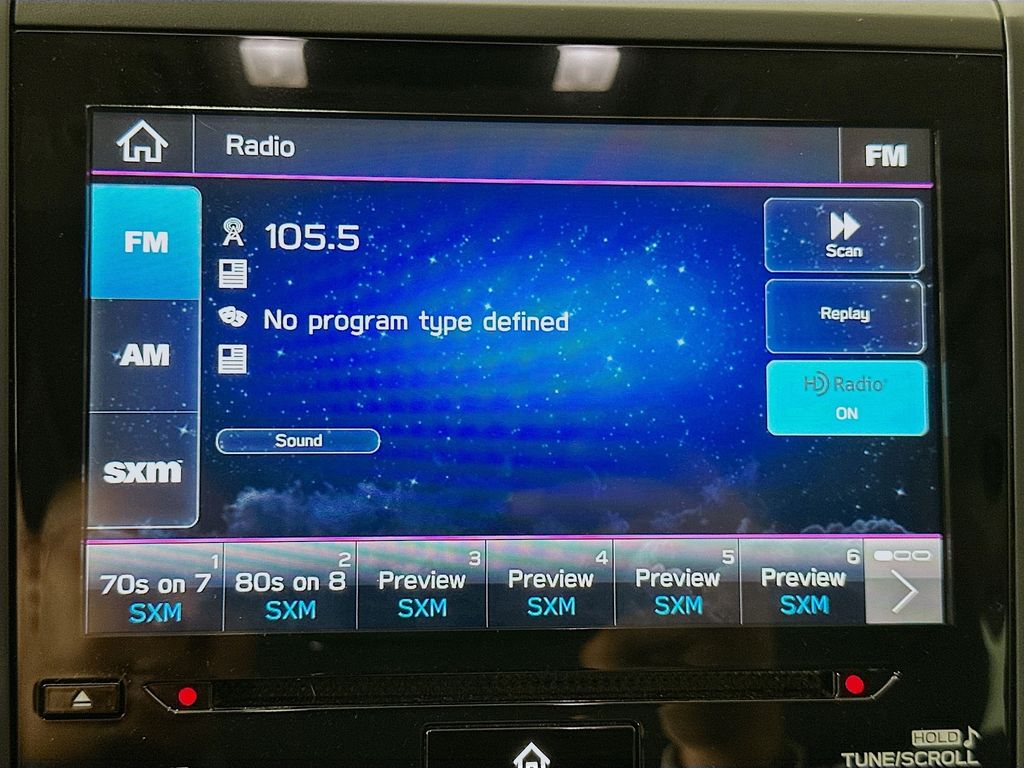 Radio
FM
FM
105.5
Scan
No program type defined
Replay
AM
HD Radio
ON
Sound
sxm
1
70s on 7
SXM
2
80s on 8
SXM
3
Preview
SXM
4
Preview
SXM
5
Preview
SXM
6
Preview
SXM
HOLD
TUNE/SCROLL